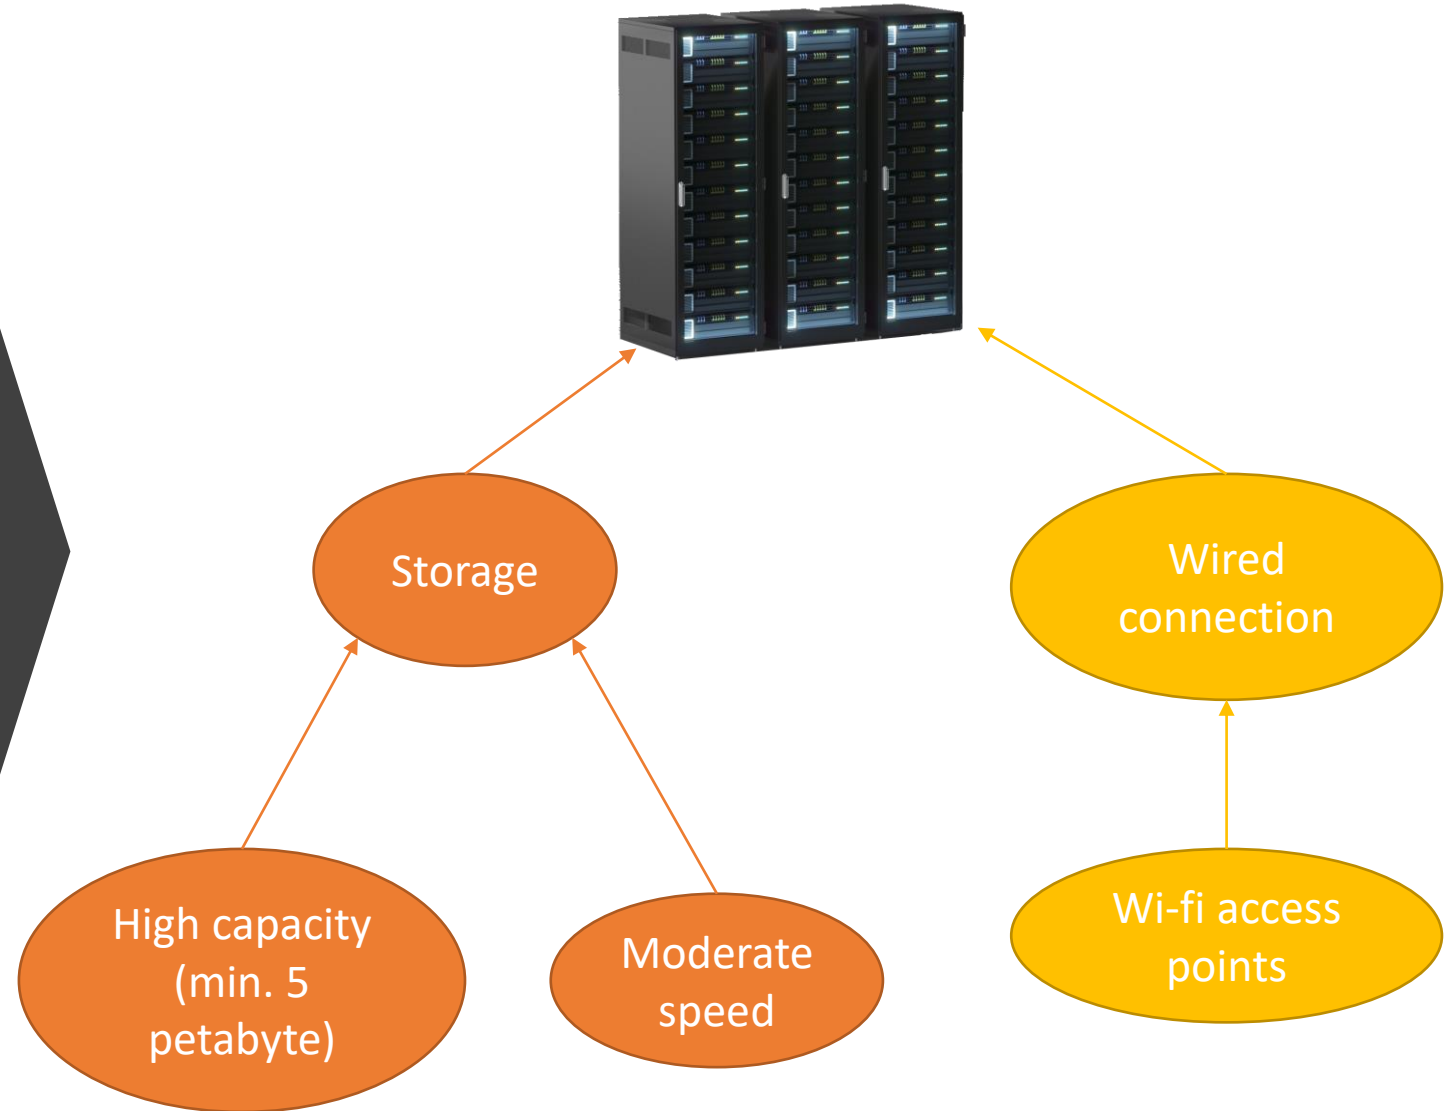 Storage
Wired
connection
High capacity
(min. 5
petabyte)
Moderate
speed
Wi-fi access
points